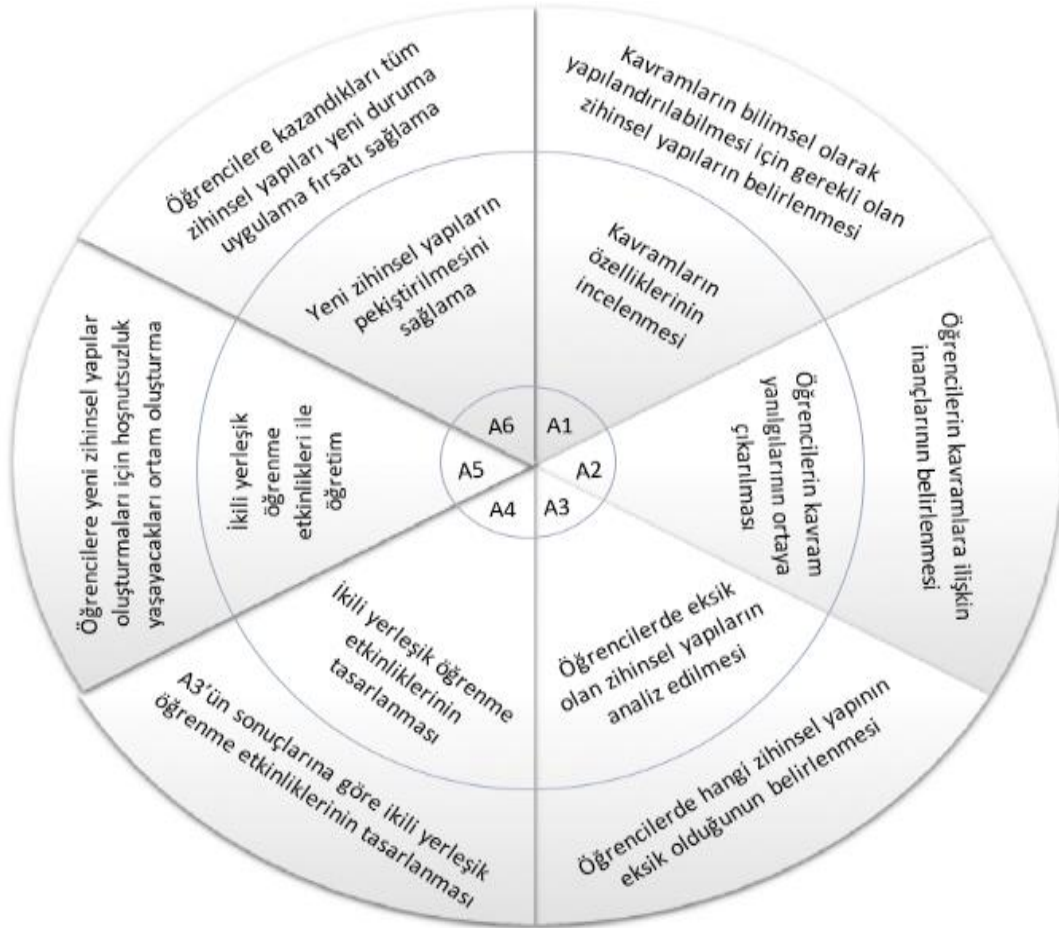 Kavramların bilimsel olarak
yapılandırılabilmesi için gerekli olan
zihinsel yapıların belirlenmesi
Kavramların
özelliklerinin
incelenmesi
A1
Öğrencilerin kavramlara ilişkin
inançlarının belirlenmesi
Öğrencilerin kavram
yanılgılarının ortaya
çıkarılması
A2
Öğrencilerde hangi zihinsel yapının
eksik olduğunun belirlenmesi
Öğrencilerde eksik
olan zihinsel yapıların
analiz edilmesi
A3
A3’ün sonuçlarına göre ikili yerleşik
öğrenme etkinliklerinin tasarlanması
İkili yerleşik öğrenme
etkinliklerinin
tasarlanması
A4
Öğrencilere yeni zihinsel yapılar
oluşturmaları için hoşnutsuzluk
yaşayacakları ortam oluşturma
İkili yerleşik
öğrenme
etkinlikleri ile
öğretim
A5
Öğrencilere kazandıkları tüm
zihinsel yapıları yeni duruma
uygulama fırsatı sağlama
Yeni zihinsel yapıların
pekiştirilmesini
sağlama
A6